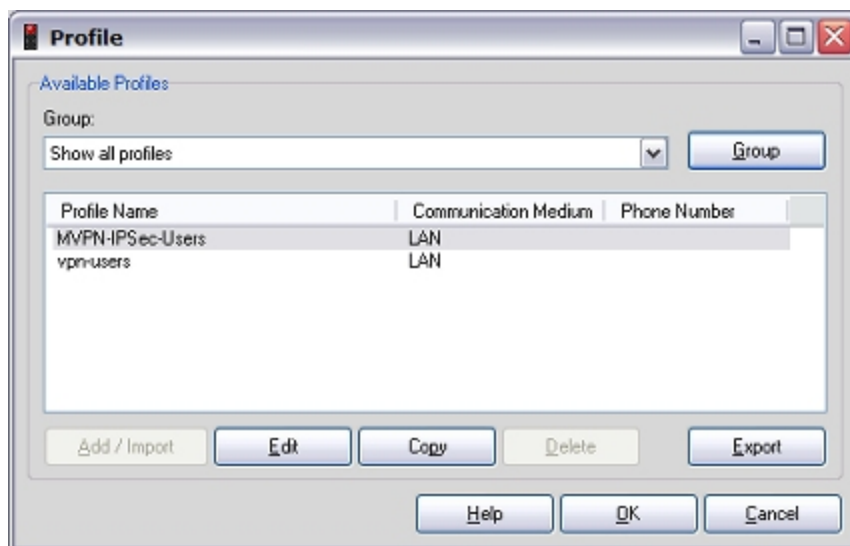 Profile
Available Profiles
Group:
Show all profiles
Group
Profile Name Communication Medium Phone Number
MVPN-IPSec-Users LAN
vpn-users LAN
Add / Import Edit Copy Delete Export
Help OK Cancel